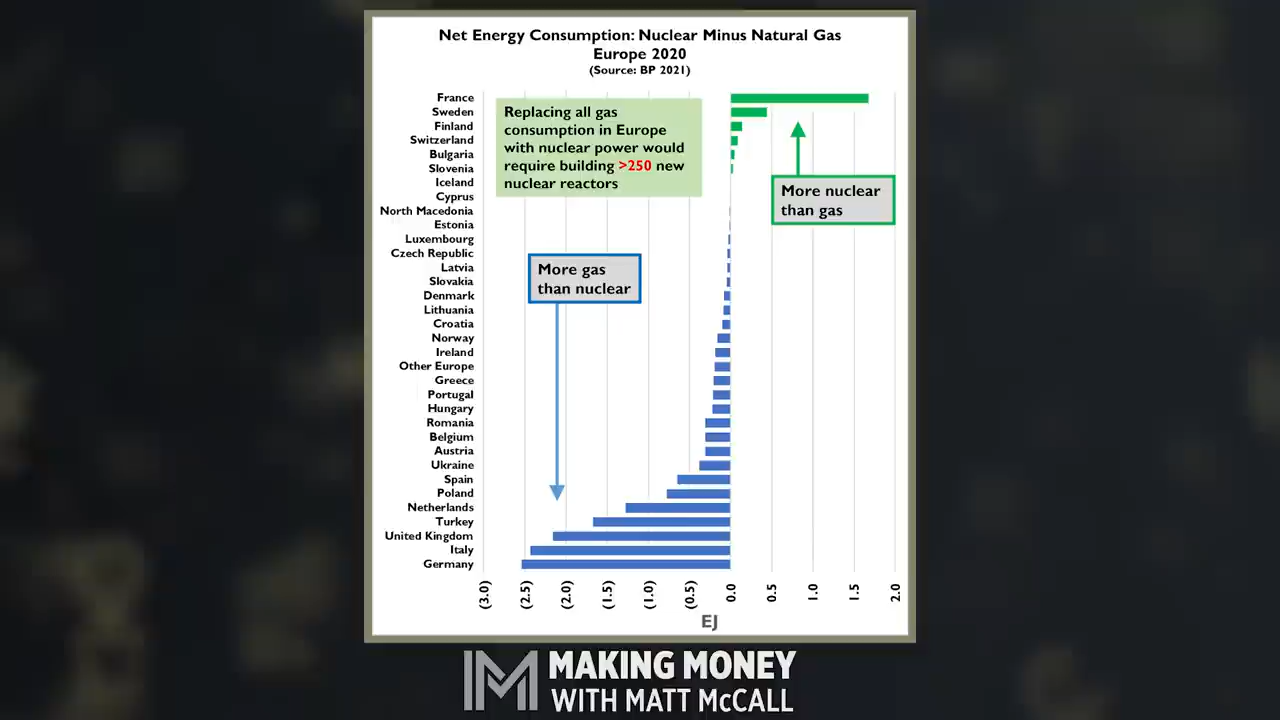 Net Energy Consumption: Nuclear Minus Natural Gas
Europe 2020
(Source: BP 2021)
France
Sweden
Finland
Switzerland
Bulgaria
Slovenia
Iceland
Cyprus
North Macedonia
Estonia
Luxembourg
Czech Republic
Latvia
Slovakia
Denmark
Lithuania
Croatia
Norway
Ireland
Other Europe
Greece
Portugal
Hungary
Romania
Belgium
Austria
Ukraine
Spain
Poland
Netherlands
Turkey
United Kingdom
Italy
Germany
Replacing all gas
consumption in Europe
with nuclear power would
require building >250 new
nuclear reactors
More nuclear
than gas
More gas
than nuclear
(3.0)
(2.5)
(2.0)
(1.5)
(1.0)
(0.5)
0.0
0.5
1.0
1.5
2.0
EJ
MAKING MONEY
WITH MATT McCALL